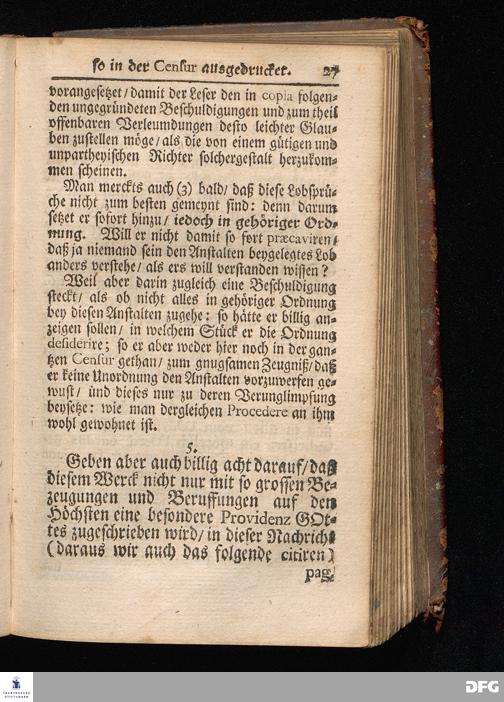 so in der Censur ausgedrucket. 27
vorangesetzet / damit der Leser den in copia folgen-
den ungegründeten Beschuldigungen und zum theil
offenbaren Verleumdungen desto leichter Glau-
ben zustellen möge / als die von einem gütigen und
unpartheyischen Richter solchergestalt herzukom-
men scheinen.
Man merckts auch (3) bald / daß diese Lobsprü-
che nicht zum besten gemeynt sind: denn darum
setzet er sofort hinzu / iedoch in gehöriger Ord-
nung. Will er nicht damit so fort præcaviren /
daß ja niemand sein den Anstalten beygelegtes Lob
anders verstehe / als ers will verstanden wissen?
Weil aber darin zugleich eine Beschuldigung
steckt / als ob nicht alles in gehöriger Ordnung
bey diesen Anstalten zugehe: so hätte er billig an-
zeigen sollen / in welchem Stück er die Ordnung
desiderire; so er aber weder hier noch in der gan-
tzen Censur gethan / zum gnugsamen Zeugniß / daß
er keine Unordnung den Anstalten vorzuwerfen ge-
wust / und dieses nur zu deren Verunglimpfung
beysetze: wie man dergleichen Procedere an ihm
wohl gewohnet ist.
5.
Geben aber auch billig acht darauf / daß
diesem Werck nicht nur mit so grossen Be-
zeugungen und Beruffungen auf den
Höchsten eine besondere Providenz GOt-
tes zugeschrieben wird / in dieser Nachricht
(daraus wir auch das folgende citiren)
pag.
FRANCKESCHE
STIFTUNGEN
DFG